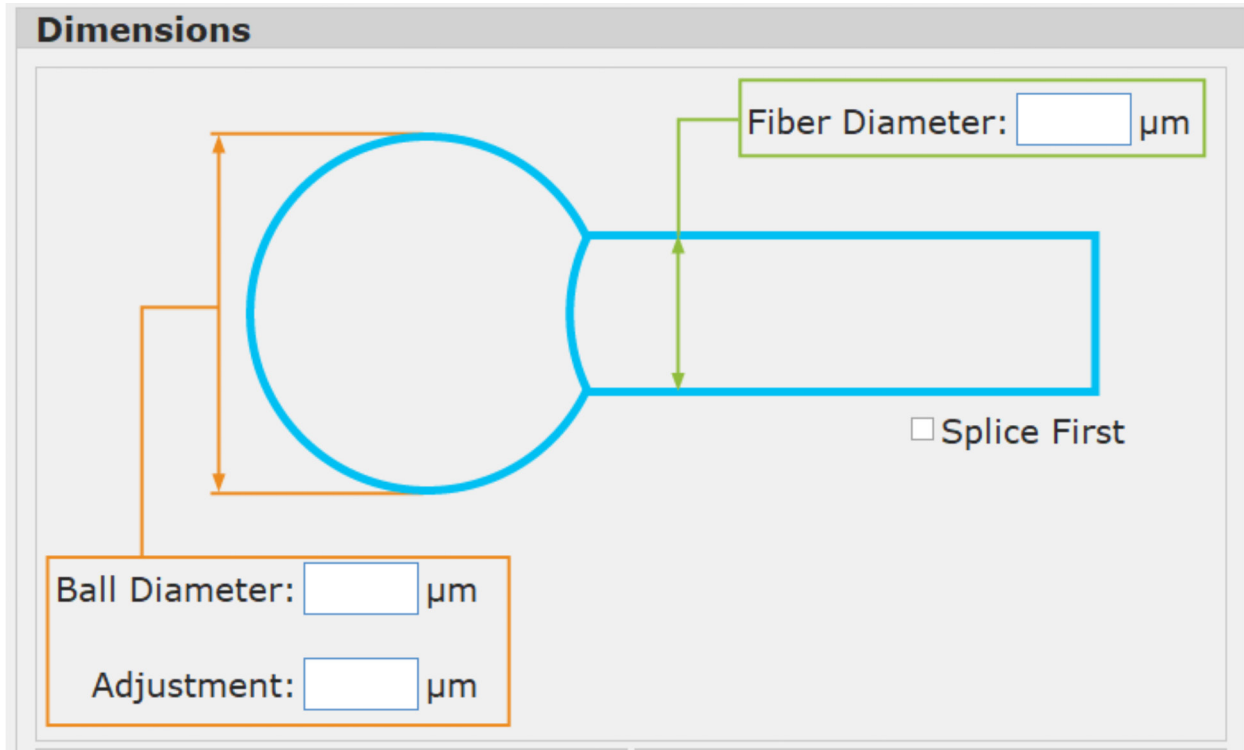 Dimensions
Fiber Diameter: µm
Splice First
Ball Diameter: µm
Adjustment: µm